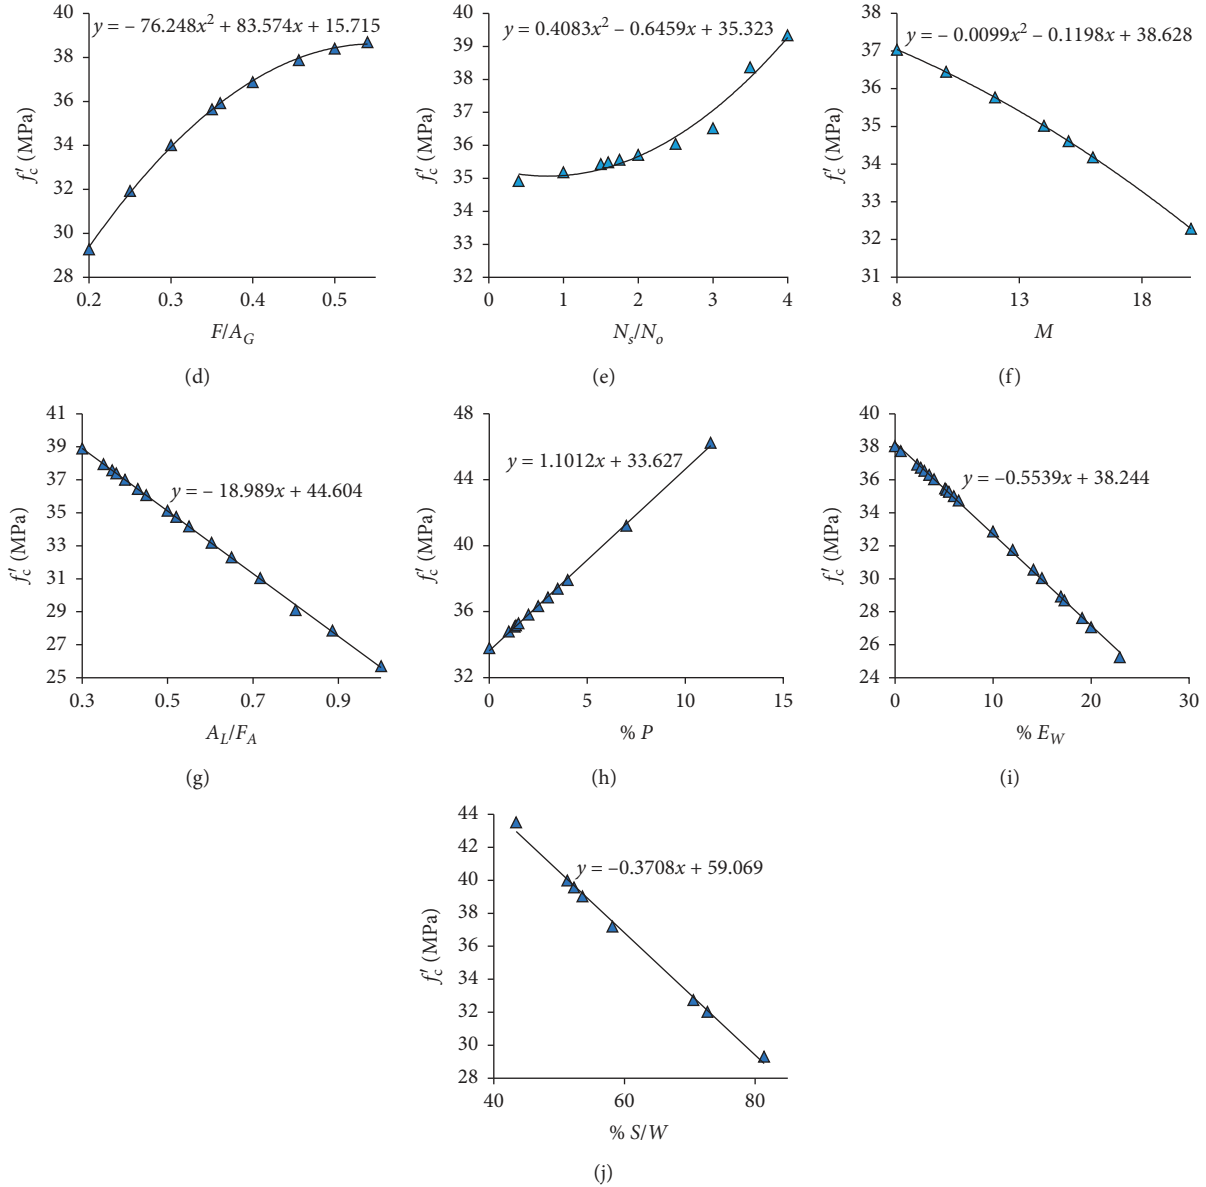 y = – 76.248x² + 83.574x + 15.715
40
38
36
34
32
30
28
f′c (MPa)
0.2 0.3 0.4 0.5
F/A_G
(d)
y = 0.4083x² – 0.6459x + 35.323
40
39
38
37
36
35
34
33
32
f′c (MPa)
0 1 2 3 4
Ns/No
(e)
y = – 0.0099x² – 0.1198x + 38.628
38
37
36
35
34
33
32
31
f′c (MPa)
8 13 18
M
(f)
41
39
37
35
33
31
29
27
25
y = – 18.989x + 44.604
f′c (MPa)
0.3 0.5 0.7 0.9
A_L/F_A
(g)
48
44
40
36
32
y = 1.1012x + 33.627
f′c (MPa)
0 5 10 15
% P
(h)
40
38
36
34
32
30
28
26
24
y = –0.5539x + 38.244
f′c (MPa)
0 10 20 30
% E_W
(i)
44
42
40
38
36
34
32
30
28
y = –0.3708x + 59.069
f′c (MPa)
40 60 80
% S/W
(j)